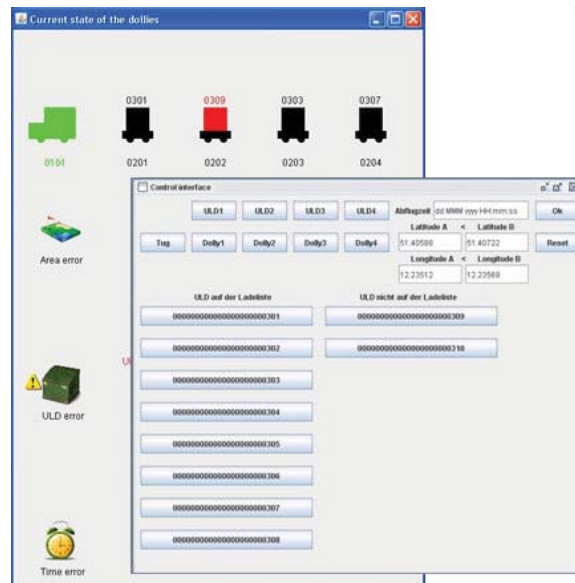 Current state of the dollies
0301 0309 0303 0307
0101 0201 0202 0203 0204
Control interface
ULD1 ULD2 ULD3 ULD4 Abflugzeit dd MMM yyy HH:mm:ss Ok
Latitude A < Latitude B
Tug Dolly1 Dolly2 Dolly3 Dolly4 51.40588 51.40722 Reset
Longitude A < Longitude B
12.23512 12.23569
Area error
ULD auf der Ladeliste ULD nicht auf der Ladeliste
000000000000000000000301 000000000000000000000309
000000000000000000000302 000000000000000000000310
000000000000000000000303
000000000000000000000304
000000000000000000000305
000000000000000000000306
000000000000000000000307
000000000000000000000308
ULD error
Time error